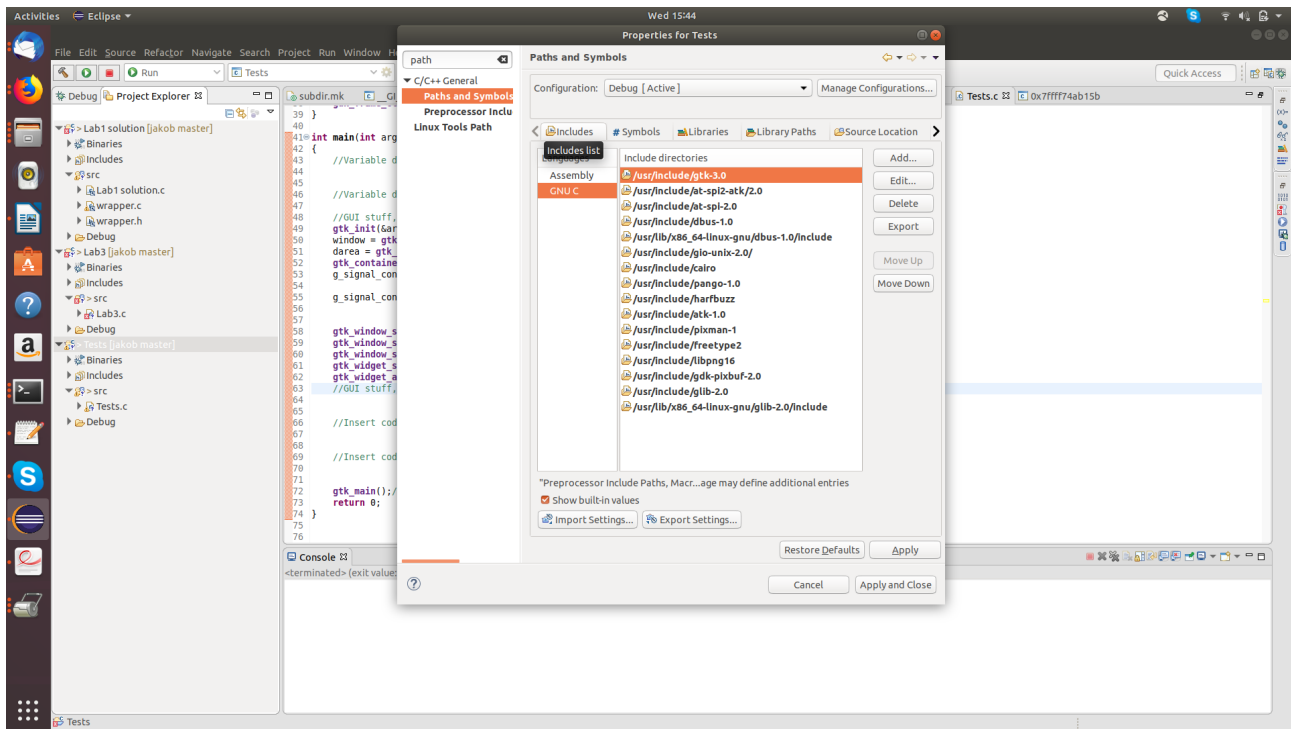 Activities Eclipse Wed 15:44
Properties for Tests
File Edit Source Refactor Navigate Search Project Run Window
Run
Tests
Quick Access
Debug Project Explorer
Lab1 solution [jakob master]
Binaries
Includes
src
Lab1 solution.c
wrapper.c
wrapper.h
Debug
Lab3 [jakob master]
Binaries
Includes
> src
Lab3.c
Debug
> Tests [jakob master]
Binaries
Includes
> src
Tests.c
Debug
subdir.mk
Tests.c 0x7ffff74ab15b
39 }
40
41 int main(int arg
42 {
43 //Variable d
44
45
46 //Variable d
47
48 //GUI stuff,
49 gtk_init(&ar
50 window = gtk
51 darea = gtk_
52 gtk_containe
53 g_signal_con
54
55 g_signal_con
56
57
58 gtk_window_s
59 gtk_window_s
60 gtk_window_s
61 gtk_widget_s
62 gtk_widget_a
63 //GUI stuff,
64
65
66 //Insert cod
67
68
69 //Insert cod
70
71
72 gtk_main();/
73 return 0;
74 }
75
76
path
C/C++ General
Paths and Symbols
Preprocessor Inclu
Linux Tools Path
Paths and Symbols
Configuration: Debug [ Active ] Manage Configurations...
Includes # Symbols Libraries Library Paths Source Location
Includes list
Include directories
Assembly
GNU C
/usr/include/gtk-3.0
/usr/include/at-spi2-atk/2.0
/usr/include/at-spi-2.0
/usr/include/dbus-1.0
/usr/lib/x86_64-linux-gnu/dbus-1.0/include
/usr/include/gio-unix-2.0/
/usr/include/cairo
/usr/include/pango-1.0
/usr/include/harfbuzz
/usr/include/atk-1.0
/usr/include/pixman-1
/usr/include/freetype2
/usr/include/libpng16
/usr/include/gdk-pixbuf-2.0
/usr/include/glib-2.0
/usr/lib/x86_64-linux-gnu/glib-2.0/include
Add...
Edit...
Delete
Export
Move Up
Move Down
"Preprocessor Include Paths, Macr...age may define additional entries
Show built-in values
Import Settings... Export Settings...
Restore Defaults Apply
Cancel Apply and Close
Console
<terminated> (exit value:
Tests